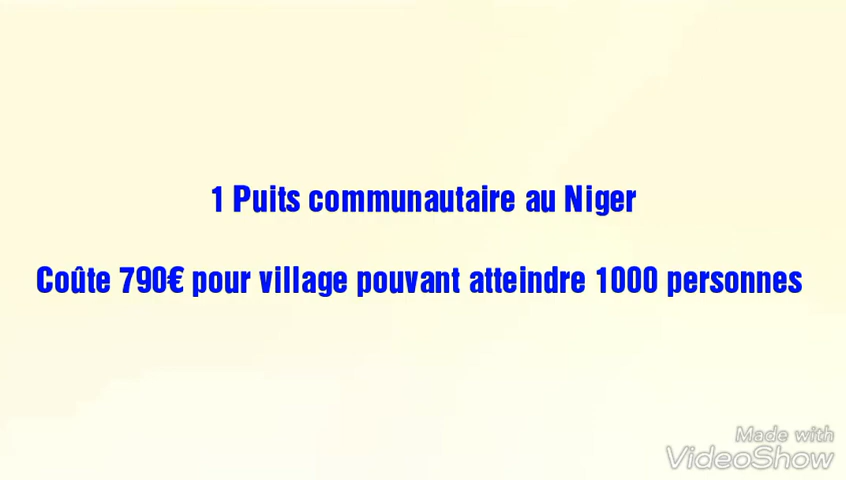 1 Puits communautaire au Niger
Coûte 790€ pour village pouvant atteindre 1000 personnes
Made with
VideoShow